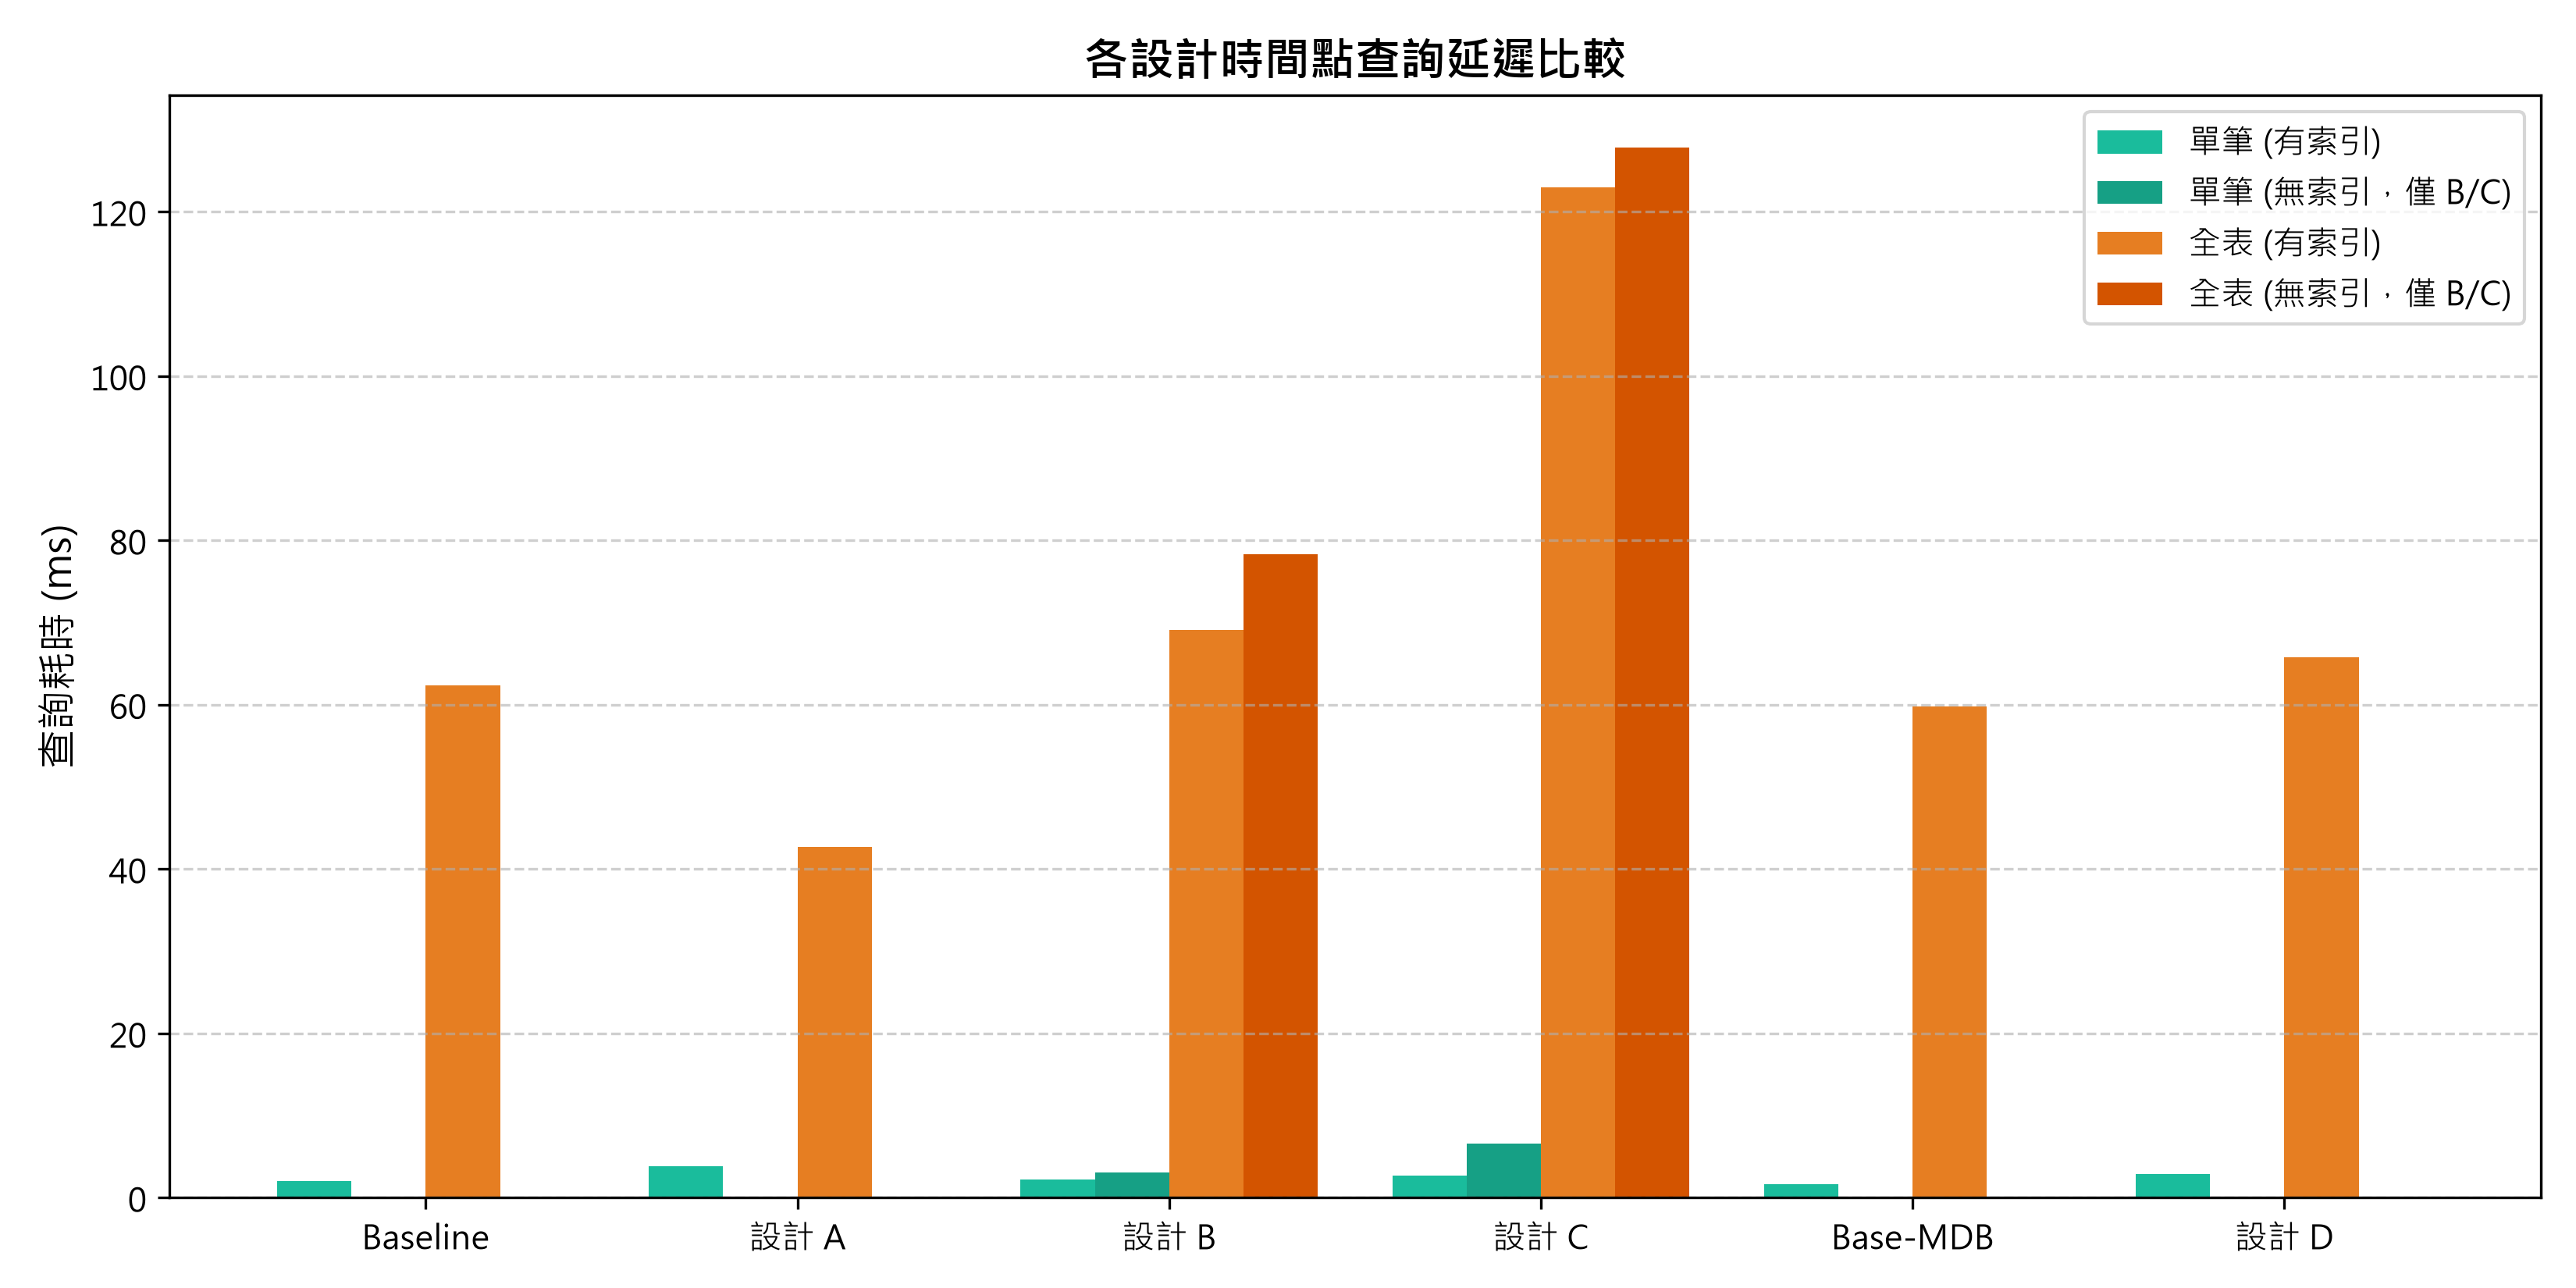 各設計時間點查詢延遲比較
單筆 (有索引)
單筆 (無索引，僅 B/C)
全表 (有索引)
全表 (無索引，僅 B/C)
查詢耗時 (ms)
120
100
80
60
40
20
0
Baseline
設計 A
設計 B
設計 C
Base-MDB
設計 D